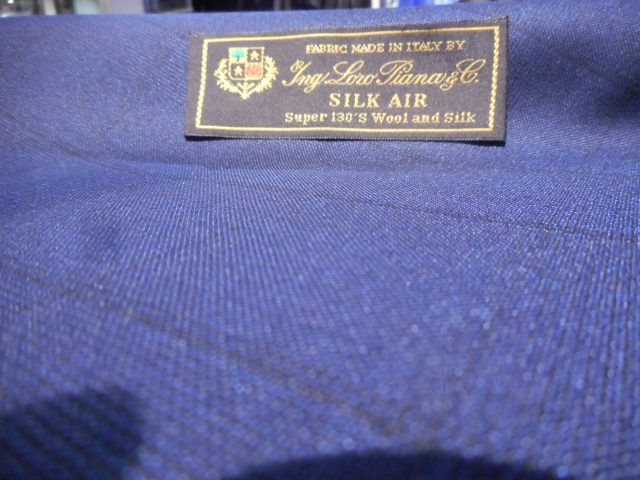 FABRIC MADE IN ITALY BY
Ing. Loro Piana & C.
SILK AIR
Super 130'S Wool and Silk